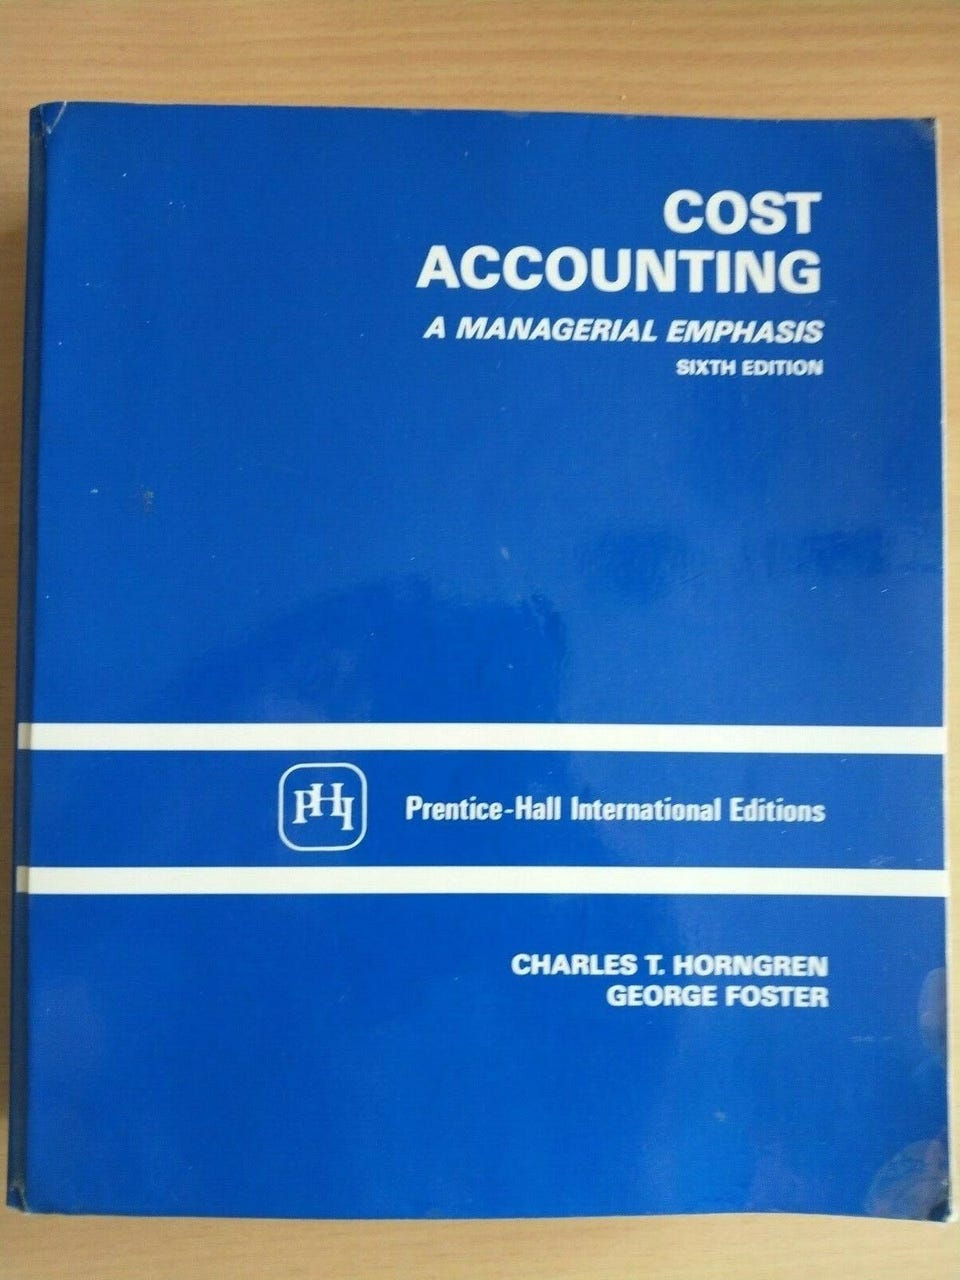 COST
ACCOUNTING
A MANAGERIAL EMPHASIS
SIXTH EDITION
PHI
Prentice-Hall International Editions
CHARLES T. HORNGREN
GEORGE FOSTER